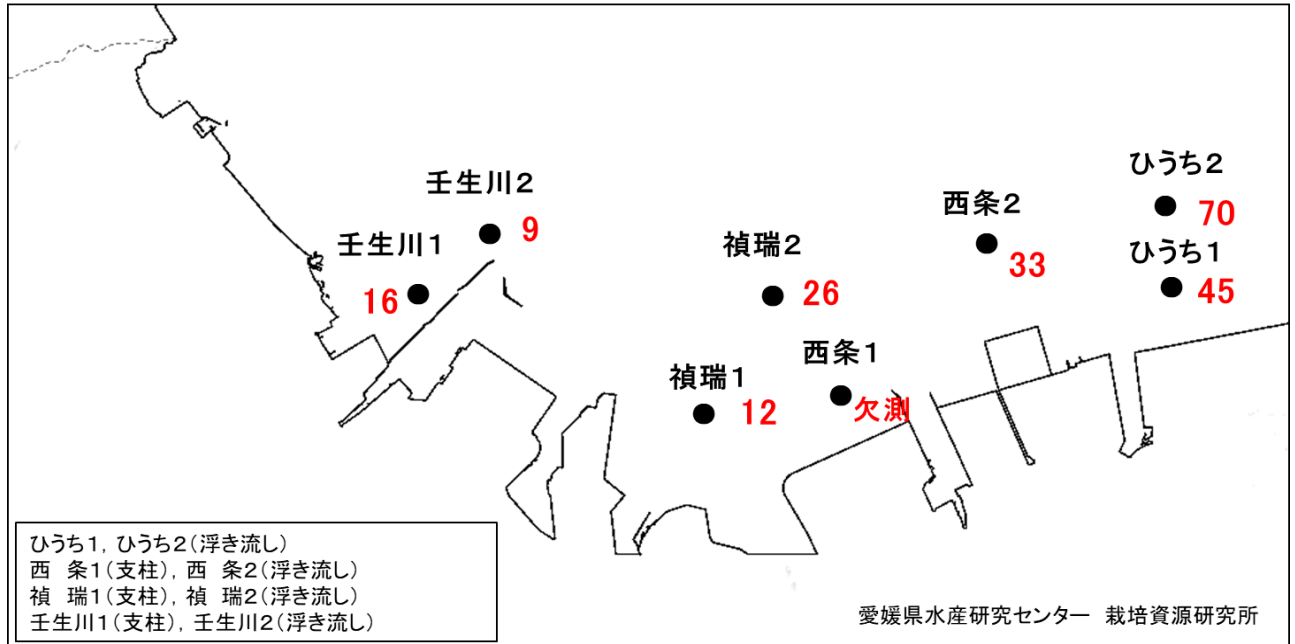 ひうち2
壬生川2
西条2
70
9
壬生川1
禎瑞2
33
ひうち1
16
26
45
西条1
禎瑞1
12
欠測
ひうち1, ひうち2(浮き流し)
西 条1(支柱), 西 条2(浮き流し)
禎 瑞1(支柱), 禎 瑞2(浮き流し)
壬生川1(支柱), 壬生川2(浮き流し)
愛媛県水産研究センター 栽培資源研究所